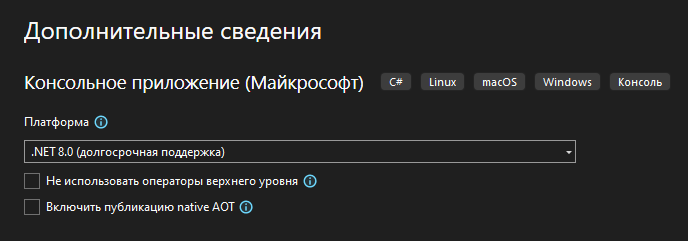 Дополнительные сведения
Консольное приложение (Майкрософт) C# Linux macOS Windows Консоль
Платформа
.NET 8.0 (долгосрочная поддержка)
Не использовать операторы верхнего уровня
Включить публикацию native AOT